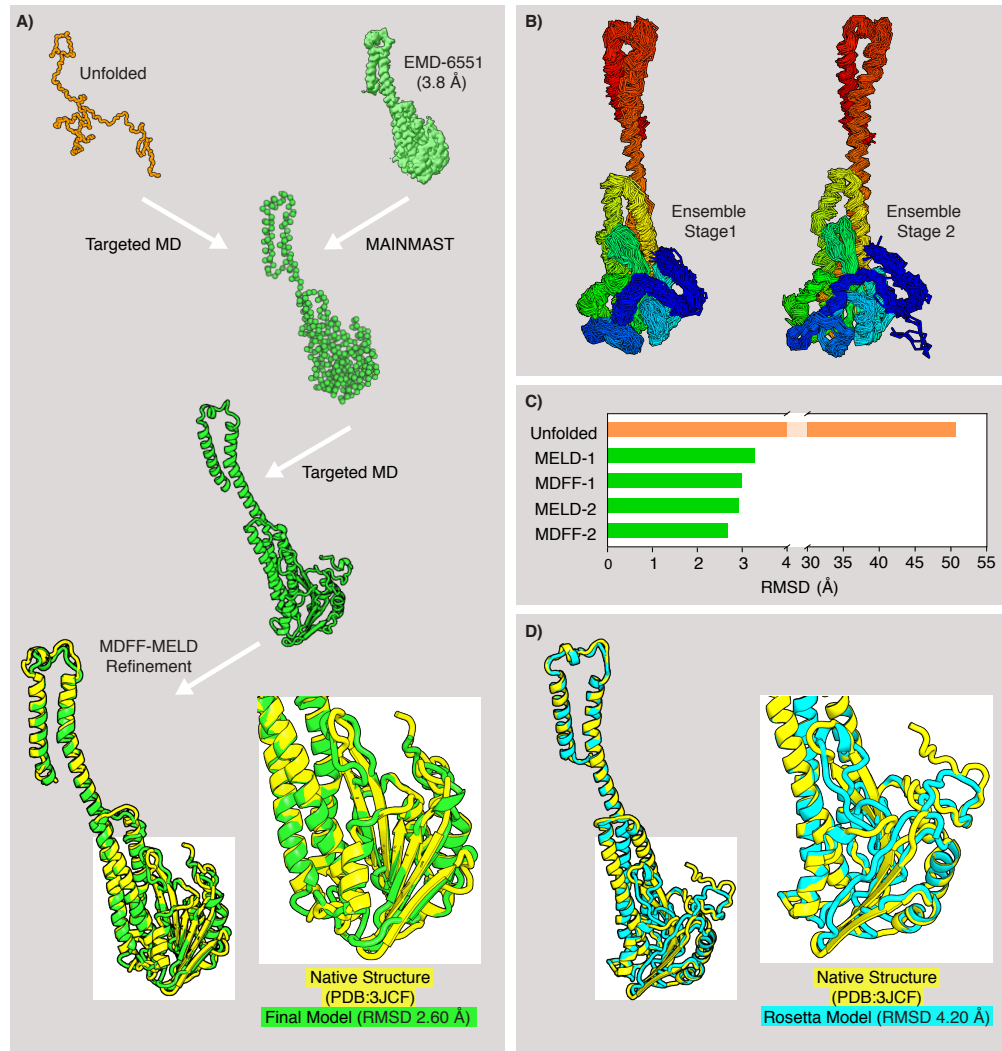 A)
Unfolded
EMD-6551
(3.8 Å)
Targeted MD
MAINMAST
Targeted MD
MDFF-MELD
Refinement
Native Structure
(PDB:3JCF)
Final Model (RMSD 2.60 Å)
B)
Ensemble
Stage1
Ensemble
Stage 2
C)
Unfolded
MELD-1
MDFF-1
MELD-2
MDFF-2
0 1 2 3 4 30 35 40 45 50 55
RMSD (Å)
D)
Native Structure
(PDB:3JCF)
Rosetta Model (RMSD 4.20 Å)